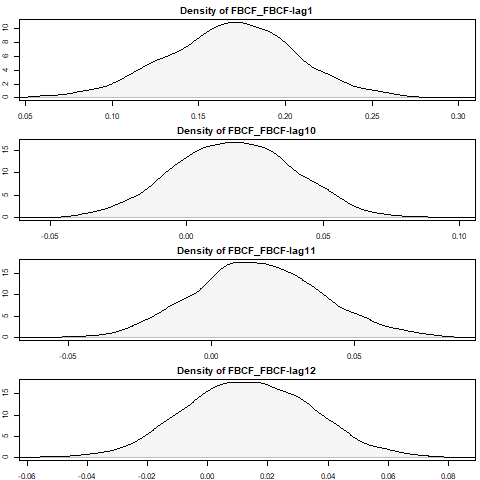 Density of FBCF_FBCF-lag1
10
8
6
4
2
0
0.05 0.10 0.15 0.20 0.25 0.30
Density of FBCF_FBCF-lag10
15
10
5
0
-0.05 0.00 0.05 0.10
Density of FBCF_FBCF-lag11
15
10
5
0
-0.05 0.00 0.05
Density of FBCF_FBCF-lag12
15
10
5
0
-0.06 -0.04 -0.02 0.00 0.02 0.04 0.06 0.08